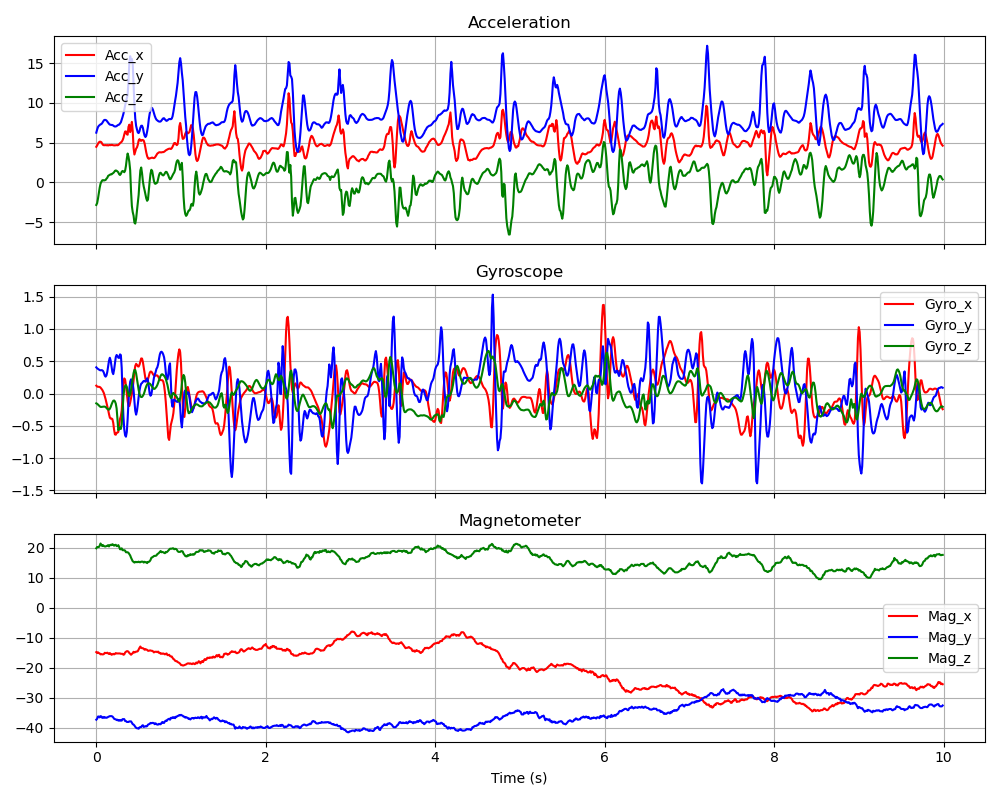 Acceleration
Acc_x
Acc_y
Acc_z
15
10
5
0
−5
Gyroscope
Gyro_x
Gyro_y
Gyro_z
1.5
1.0
0.5
0.0
−0.5
−1.0
−1.5
Magnetometer
Mag_x
Mag_y
Mag_z
20
10
0
−10
−20
−30
−40
0 2 4 6 8 10
Time (s)